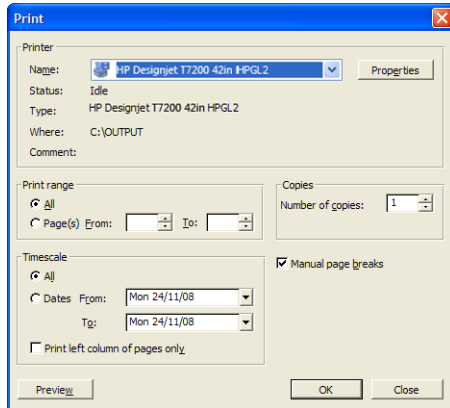 Print
Printer
Name: HP Designjet T7200 42in HPGL2 Properties
Status: Idle
Type: HP Designjet T7200 42in HPGL2
Where: C:\OUTPUT
Comment:
Print range
All
Page(s) From: To:
Copies
Number of copies: 1
Timescale
All
Dates From: Mon 24/11/08
To: Mon 24/11/08
Print left column of pages only
Manual page breaks
Preview OK Close